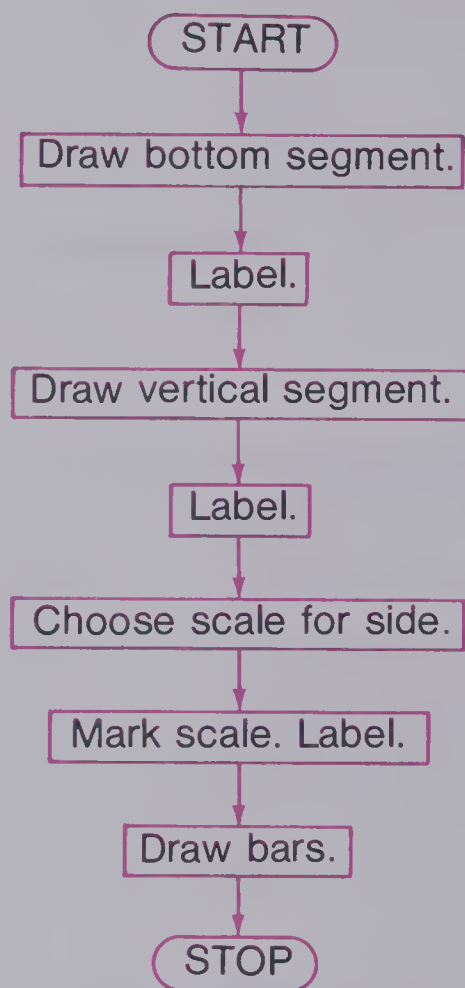 START
Draw bottom segment.
Label.
Draw vertical segment.
Label.
Choose scale for side.
Mark scale. Label.
Draw bars.
STOP